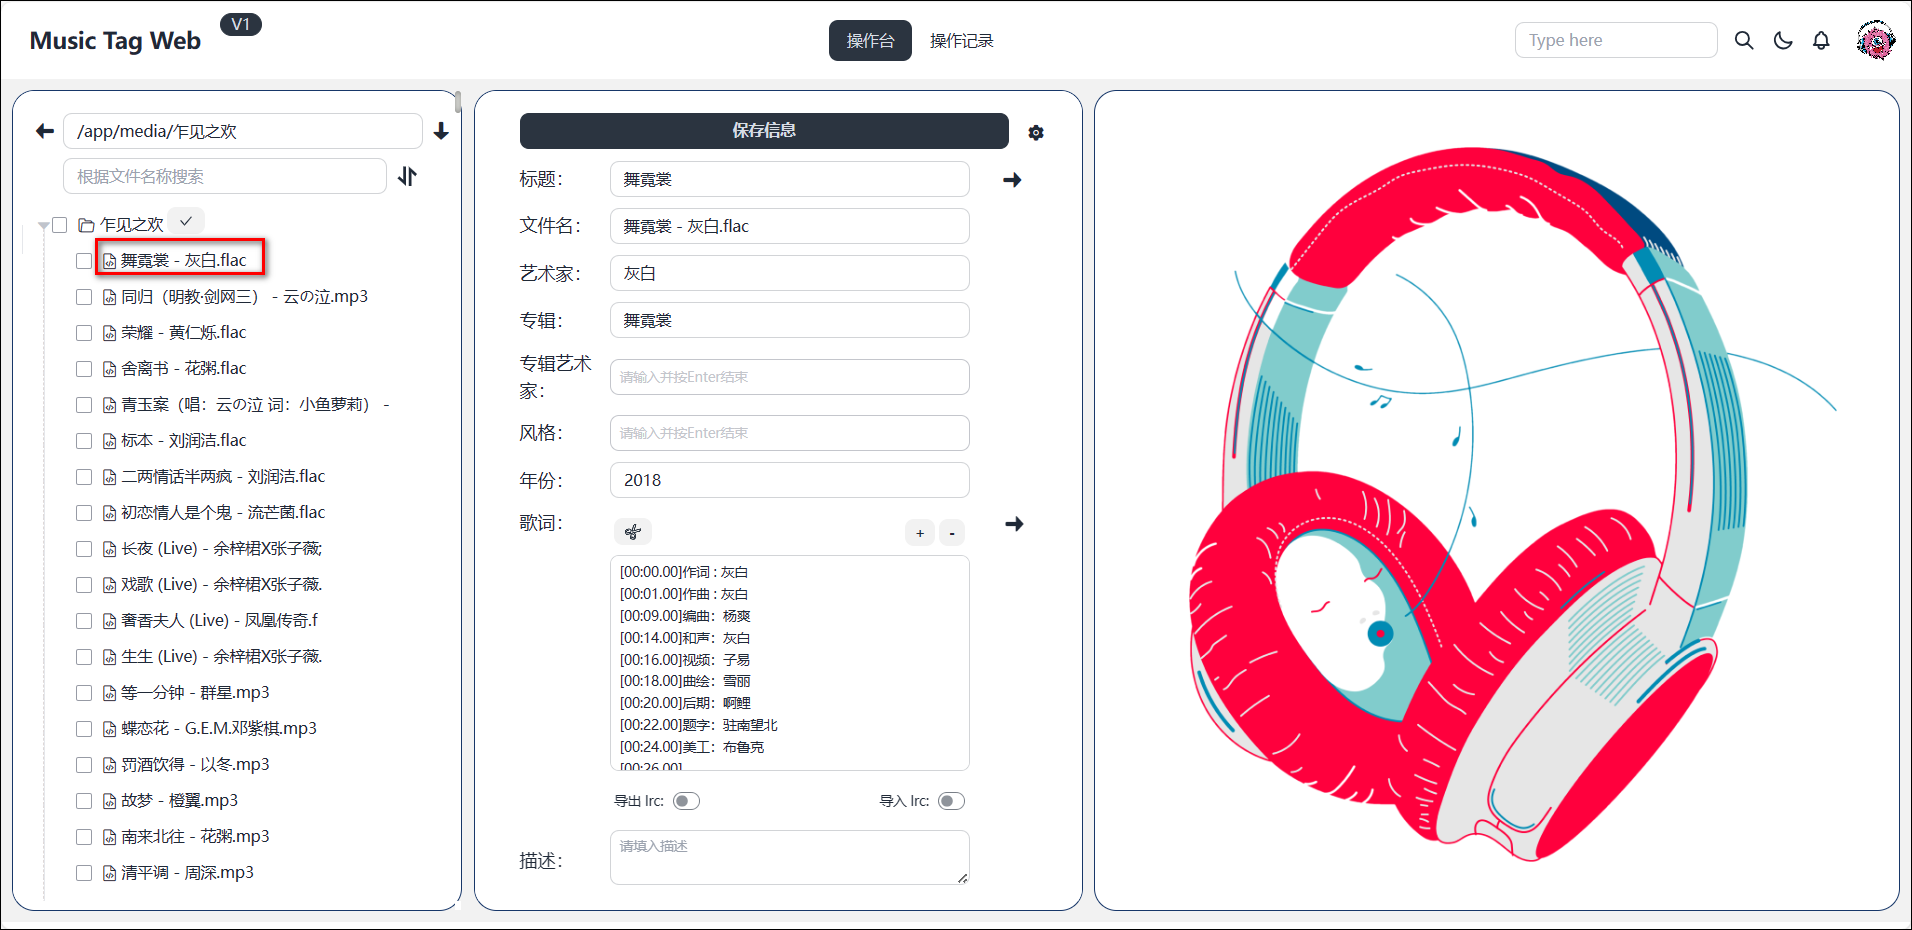 Music Tag Web
V1
操作台
操作记录
Type here
/app/media/乍见之欢
根据文件名称搜索
乍见之欢
舞霓裳 - 灰白.flac
同归（明教·剑网三） - 云の泣.mp3
荣耀 - 黄仁烁.flac
舍离书 - 花粥.flac
青玉案（唱：云の泣 词：小鱼萝莉） -
标本 - 刘润洁.flac
二两情话半两疯 - 刘润洁.flac
初恋情人是个鬼 - 流芒菌.flac
长夜 (Live) - 余梓桾X张子薇;
戏歌 (Live) - 余梓桾X张子薇.
奢香夫人 (Live) - 凤凰传奇.f
生生 (Live) - 余梓桾X张子薇.
等一分钟 - 群星.mp3
蝶恋花 - G.E.M.邓紫棋.mp3
罚酒饮得 - 以冬.mp3
故梦 - 橙翼.mp3
南来北往 - 花粥.mp3
清平调 - 周深.mp3
保存信息
标题：
舞霓裳
文件名：
舞霓裳 - 灰白.flac
艺术家：
灰白
专辑：
舞霓裳
专辑艺术
家：
请输入并按Enter结束
风格：
请输入并按Enter结束
年份：
2018
歌词：
+
-
[00:00.00]作词 : 灰白
[00:01.00]作曲 : 灰白
[00:09.00]编曲：杨爽
[00:14.00]和声：灰白
[00:16.00]视频：子易
[00:18.00]曲绘：雪丽
[00:20.00]后期：啊鲤
[00:22.00]题字：驻南望北
[00:24.00]美工：布鲁克
[00:26.00]
导出 lrc:
导入 lrc:
描述：
请填入描述